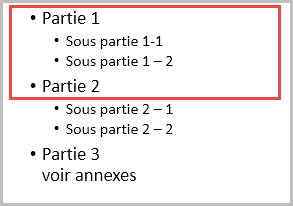 • Partie 1
• Sous partie 1-1
• Sous partie 1 – 2
• Partie 2
• Sous partie 2 – 1
• Sous partie 2 – 2
• Partie 3
voir annexes